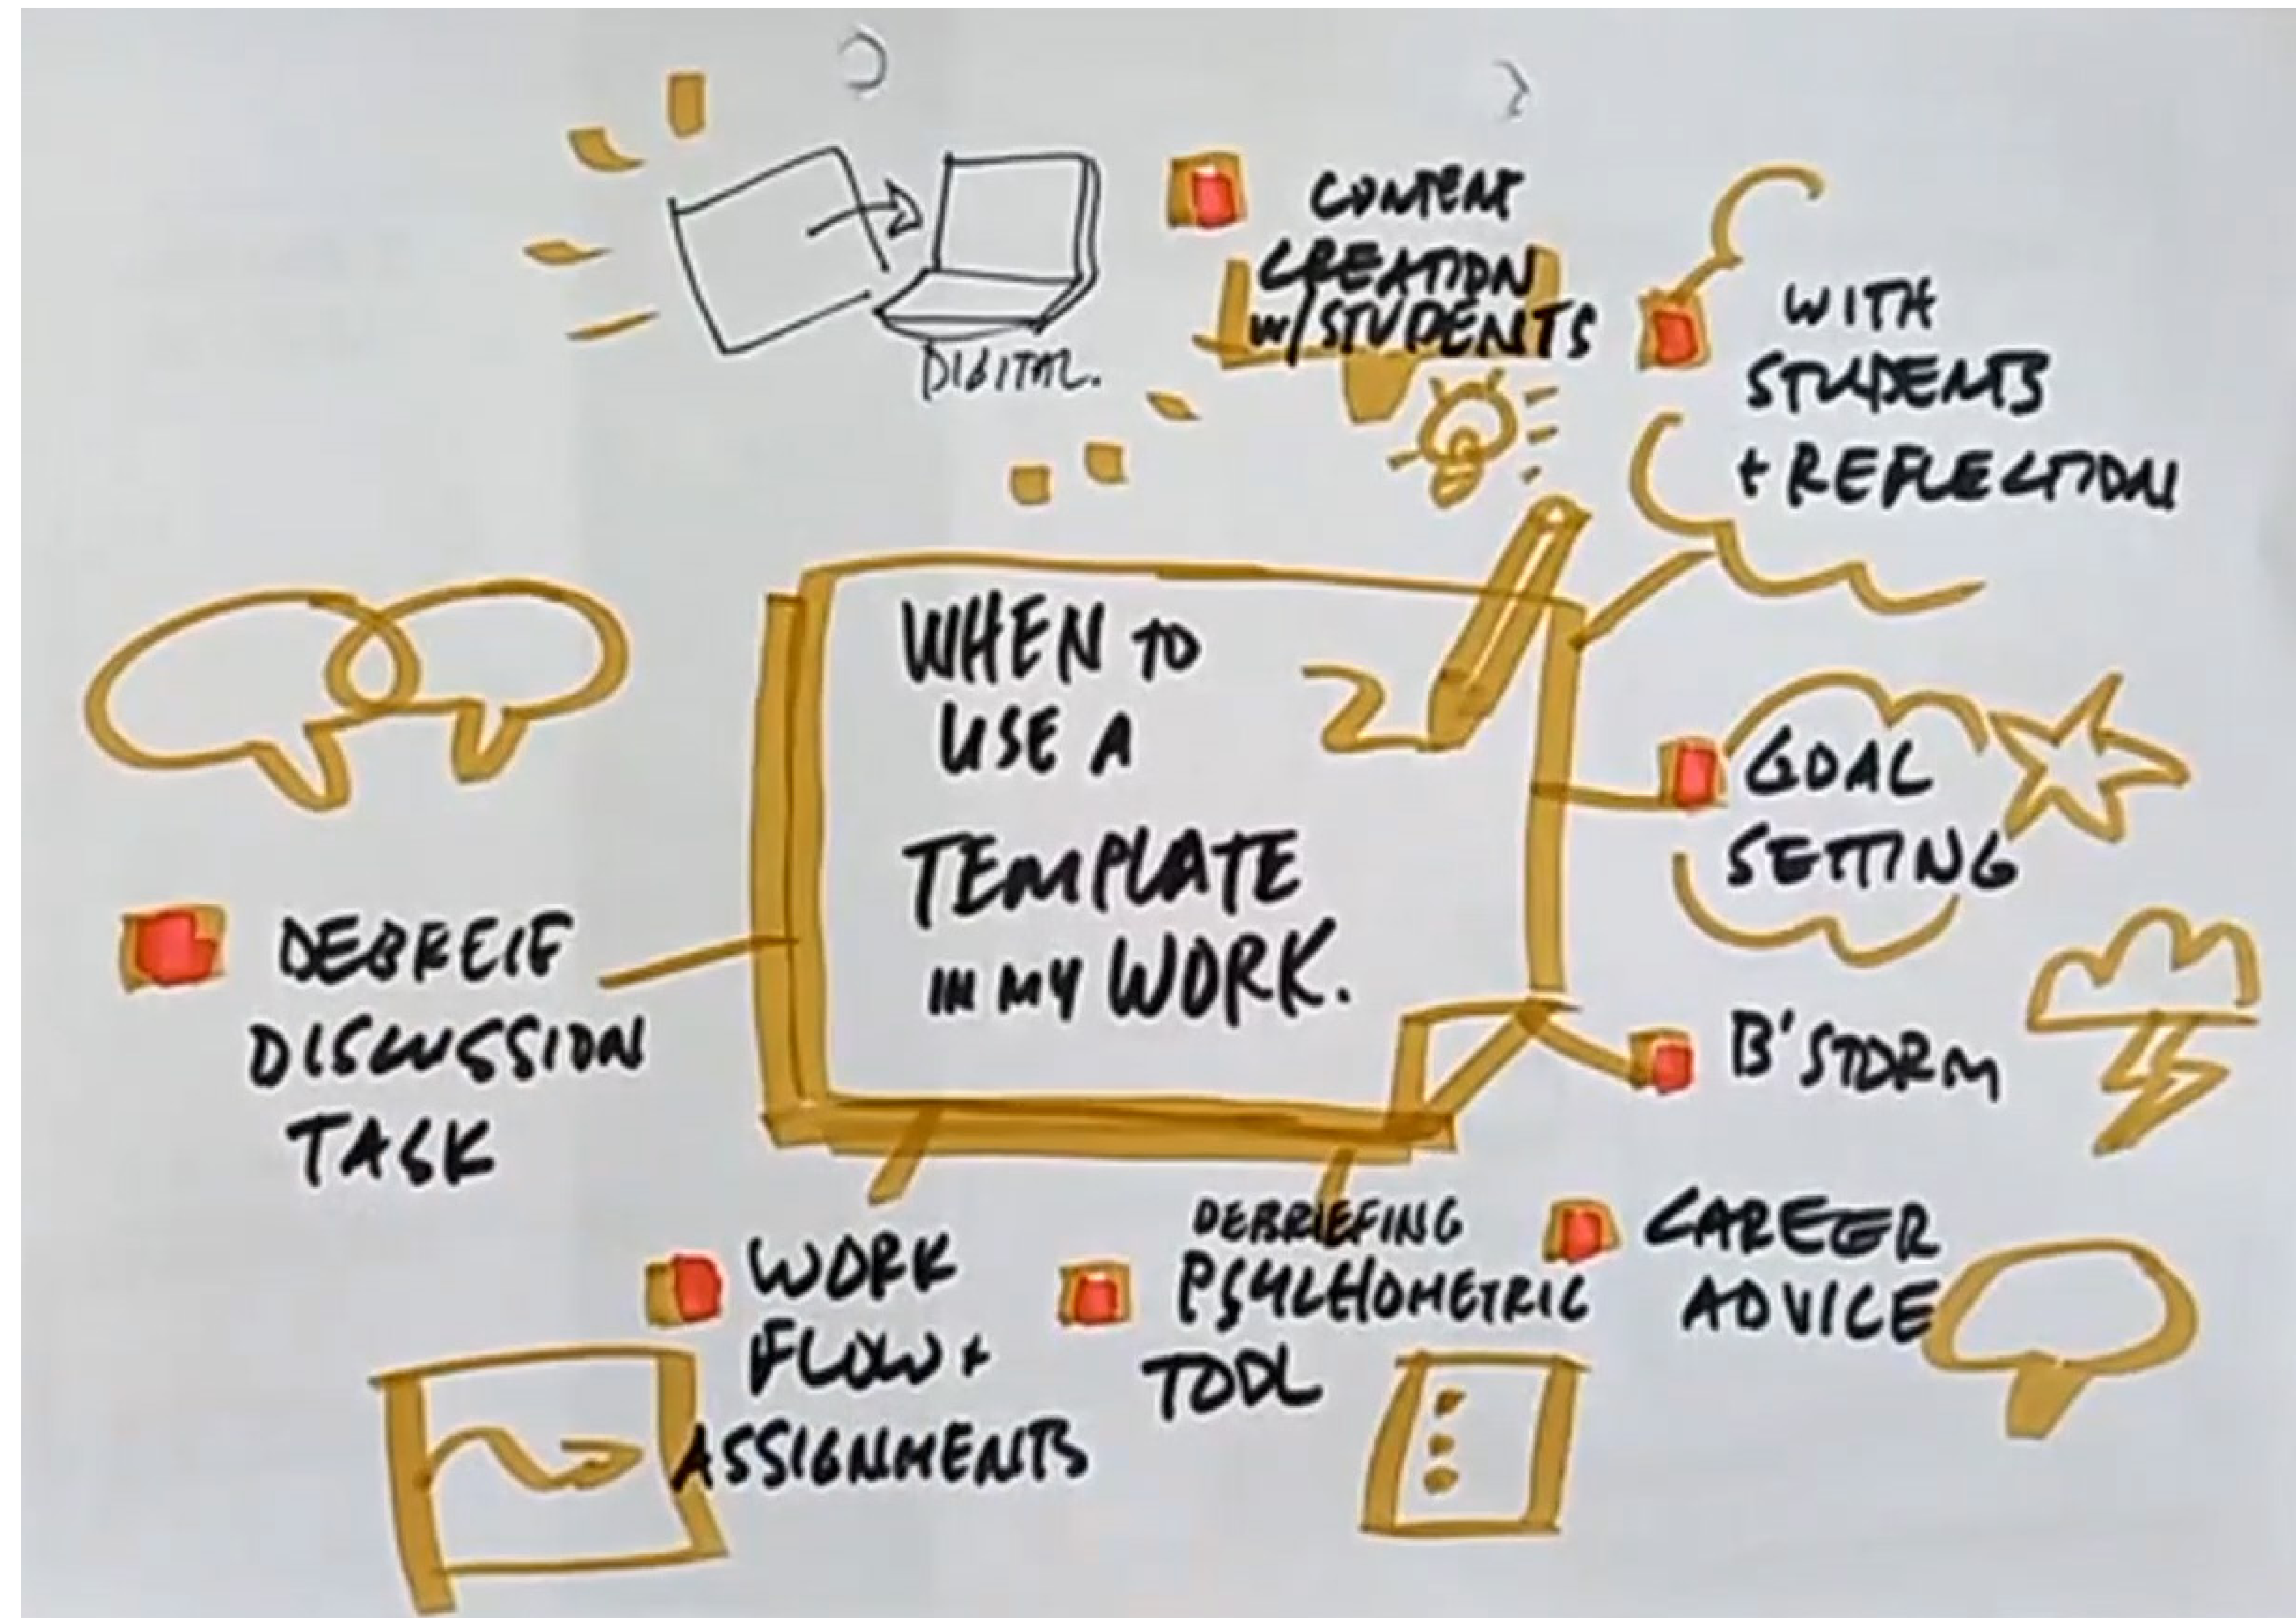 DIGITAL.
CONTENT
CREATION
W/STUDENTS
WITH
STUDENTS
+ REFLECTION
WHEN TO
USE A
TEMPLATE
IN MY WORK.
GOAL
SETTING
B'STORM
CAREER
ADVICE
DEBRIEFING
PSYCHOMETRIC
TOOL
WORK
FLOW +
ASSIGNMENTS
DEBREIF
DISCUSSION
TASK